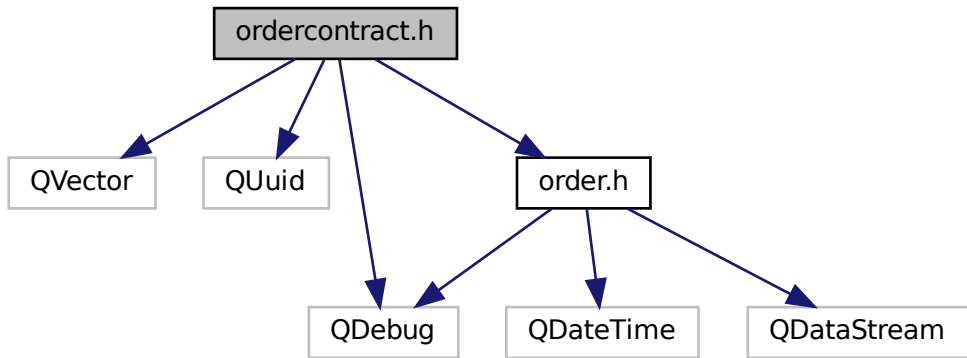 ordercontract.h
QVector
QUuid
order.h
QDebug
QDateTime
QDataStream